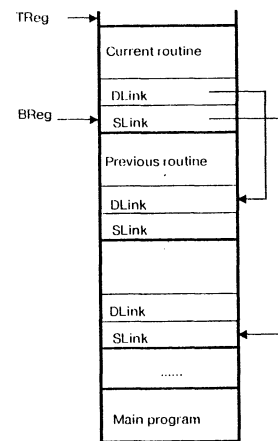 TReg
Current routine
DLink
BReg
SLink
Previous routine
DLink
SLink
DLink
SLink
......
Main program